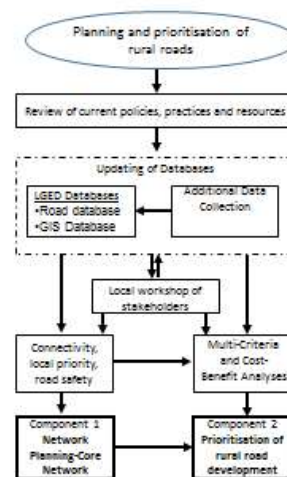 Planning and prioritisation of
rural roads
Review of current policies, practices and resources
Updating of Databases
LGED Databases
•Road database
•GIS Database
Additional Data
Collection
Local workshop of
stakeholders
Connectivity,
local priority,
road safety
Multi-Criteria
and Cost-
Benefit Analyses
Component 1
Network
Planning-Core
Network
Component 2
Prioritisation of
rural road
development